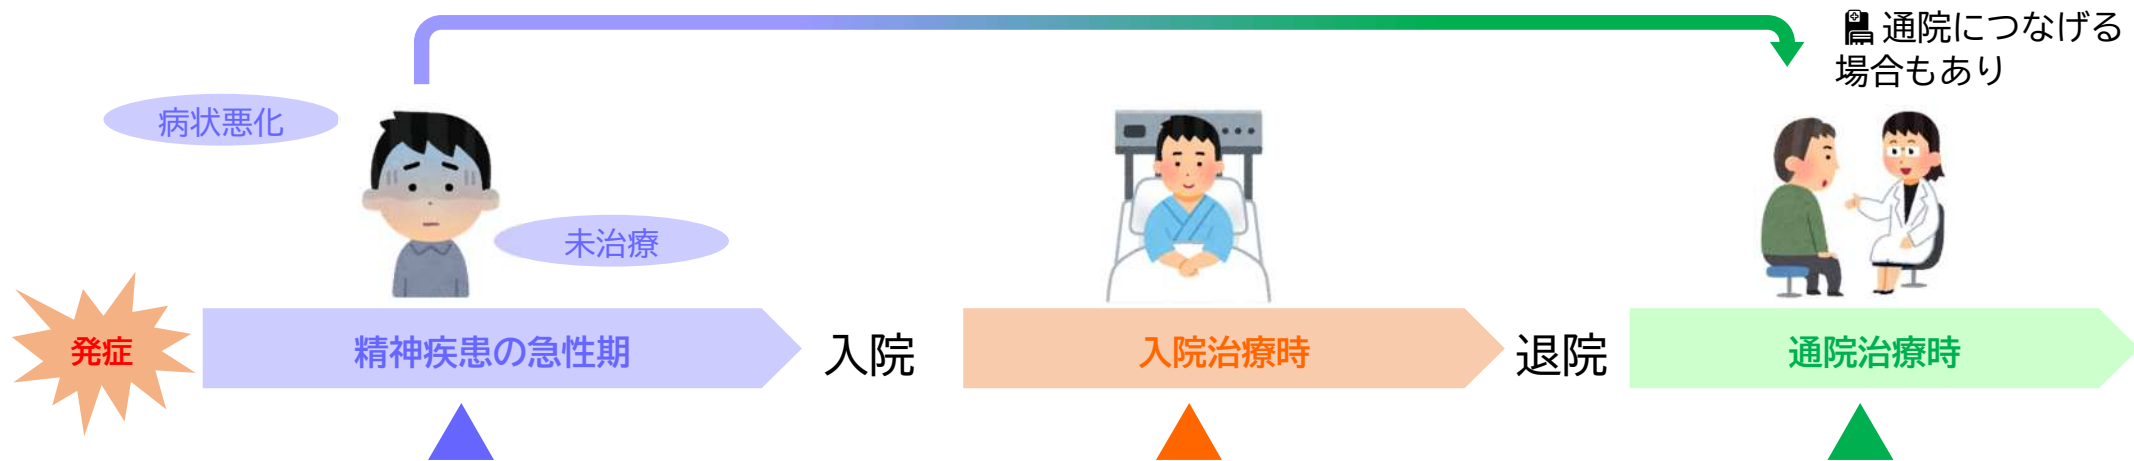 通院につなげる
場合もあり
病状悪化
未治療
発症
精神疾患の急性期
入院
入院治療時
退院
通院治療時